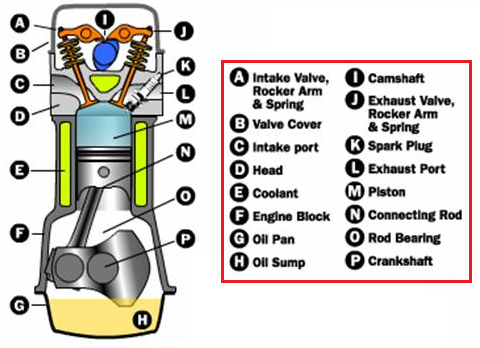 A
B
C
D
E
F
G
H
I
J
K
L
M
N
O
P
A Intake Valve,
Rocker Arm
& Spring
B Valve Cover
C Intake port
D Head
E Coolant
F Engine Block
G Oil Pan
H Oil Sump
I Camshaft
J Exhaust Valve,
Rocker Arm
& Spring
K Spark Plug
L Exhaust Port
M Piston
N Connecting Rod
O Rod Bearing
P Crankshaft